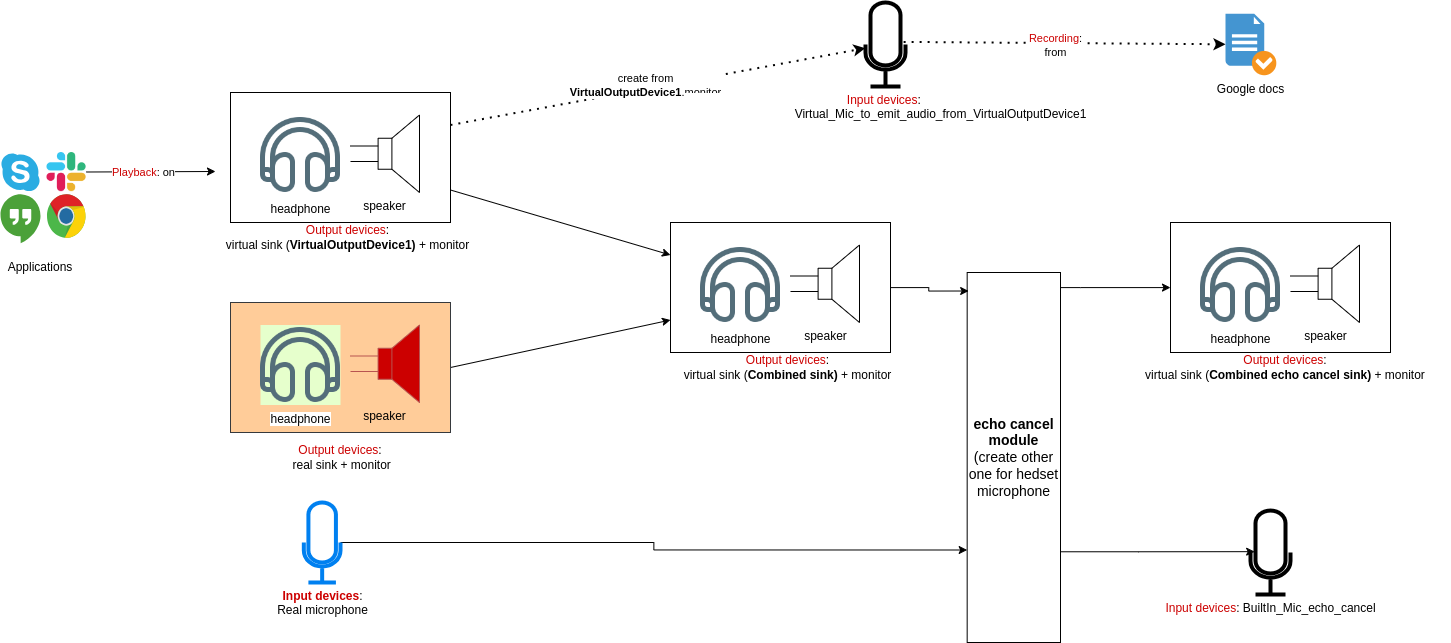 create from
VirtualOutputDevice1.monitor
Recording:
from
Google docs
Input devices:
Virtual_Mic_to_emit_audio_from_VirtualOutputDevice1
Playback: on
Applications
headphone
speaker
Output devices:
virtual sink (VirtualOutputDevice1) + monitor
headphone
speaker
Output devices:
real sink + monitor
headphone
speaker
Output devices:
virtual sink (Combined sink) + monitor
echo cancel
module
(create other
one for hedset
microphone
headphone
speaker
Output devices:
virtual sink (Combined echo cancel sink) + monitor
Input devices:
Real microphone
Input devices: BuiltIn_Mic_echo_cancel